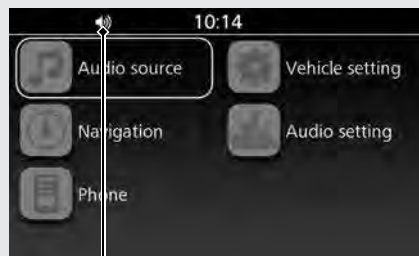 10:14
Audio source
Vehicle setting
Navigation
Audio setting
Phone